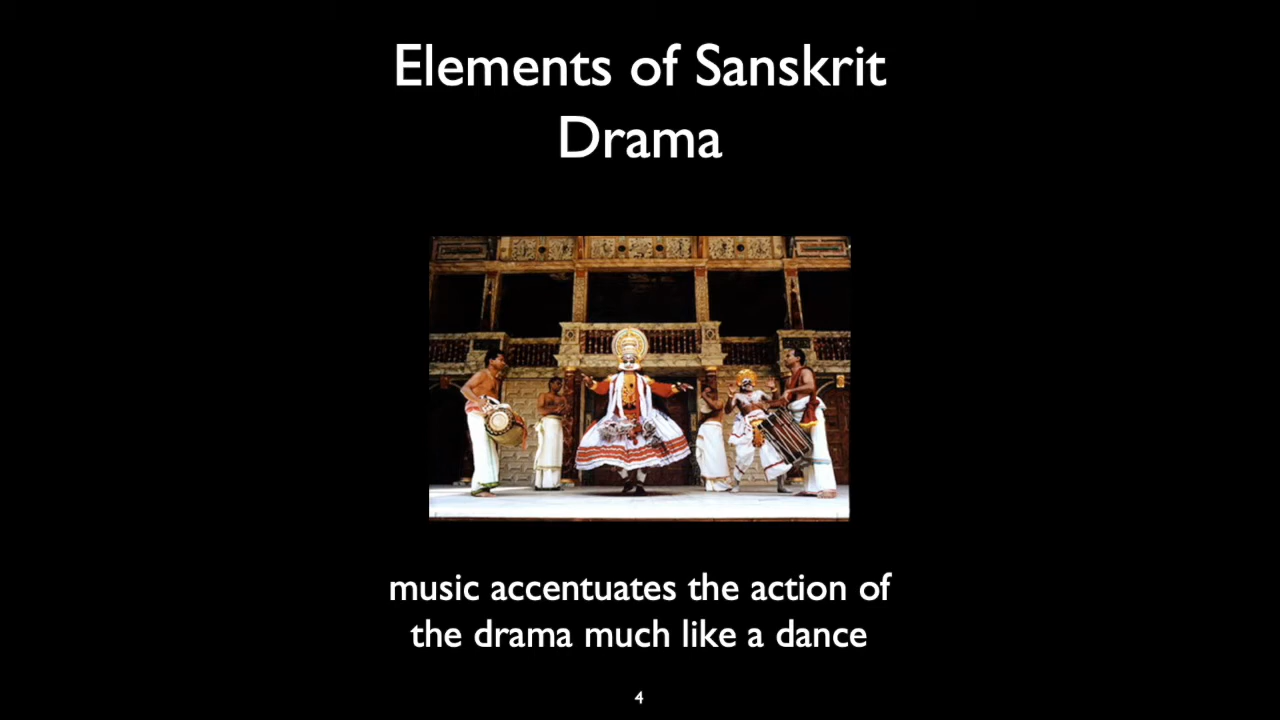 Elements of Sanskrit
Drama
music accentuates the action of
the drama much like a dance
4